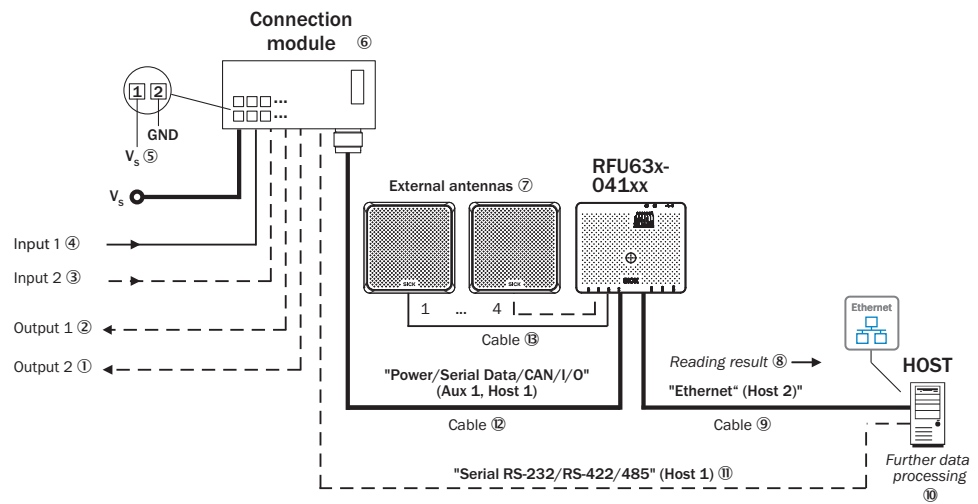 Connection
module ⑥
1 2
GND
Vs ⑤
Vs
RFU63x-
041xx
External antennas ⑦
SICK
SICK
SICK
Input 1 ④
Input 2 ③
Output 1 ②
Output 2 ①
1 ... 4
Cable ⑬
Ethernet
HOST
Reading result ⑧
"Power/Serial Data/CAN/I/O"
(Aux 1, Host 1)
"Ethernet“ (Host 2)"
Cable ⑫
Cable ⑨
"Serial RS-232/RS-422/485" (Host 1) ⑪
Further data
processing
⑩